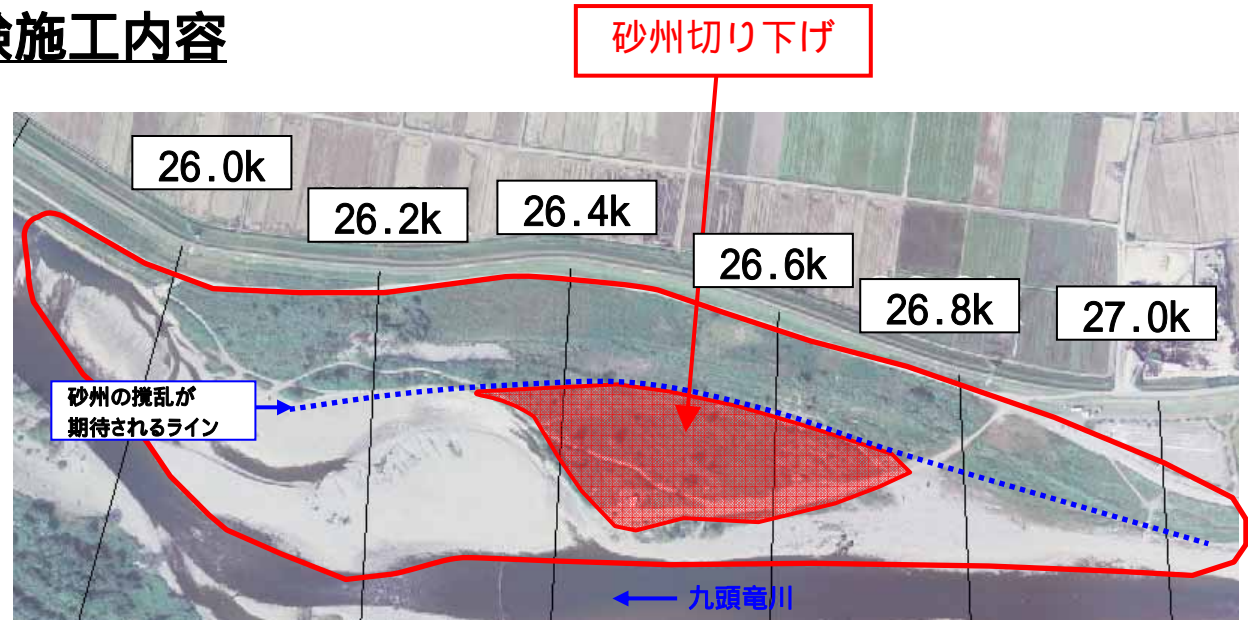 験施工内容
砂州切り下げ
26.0k
26.2k
26.4k
26.6k
26.8k
27.0k
砂州の撹乱が
期待されるライン
九頭竜川